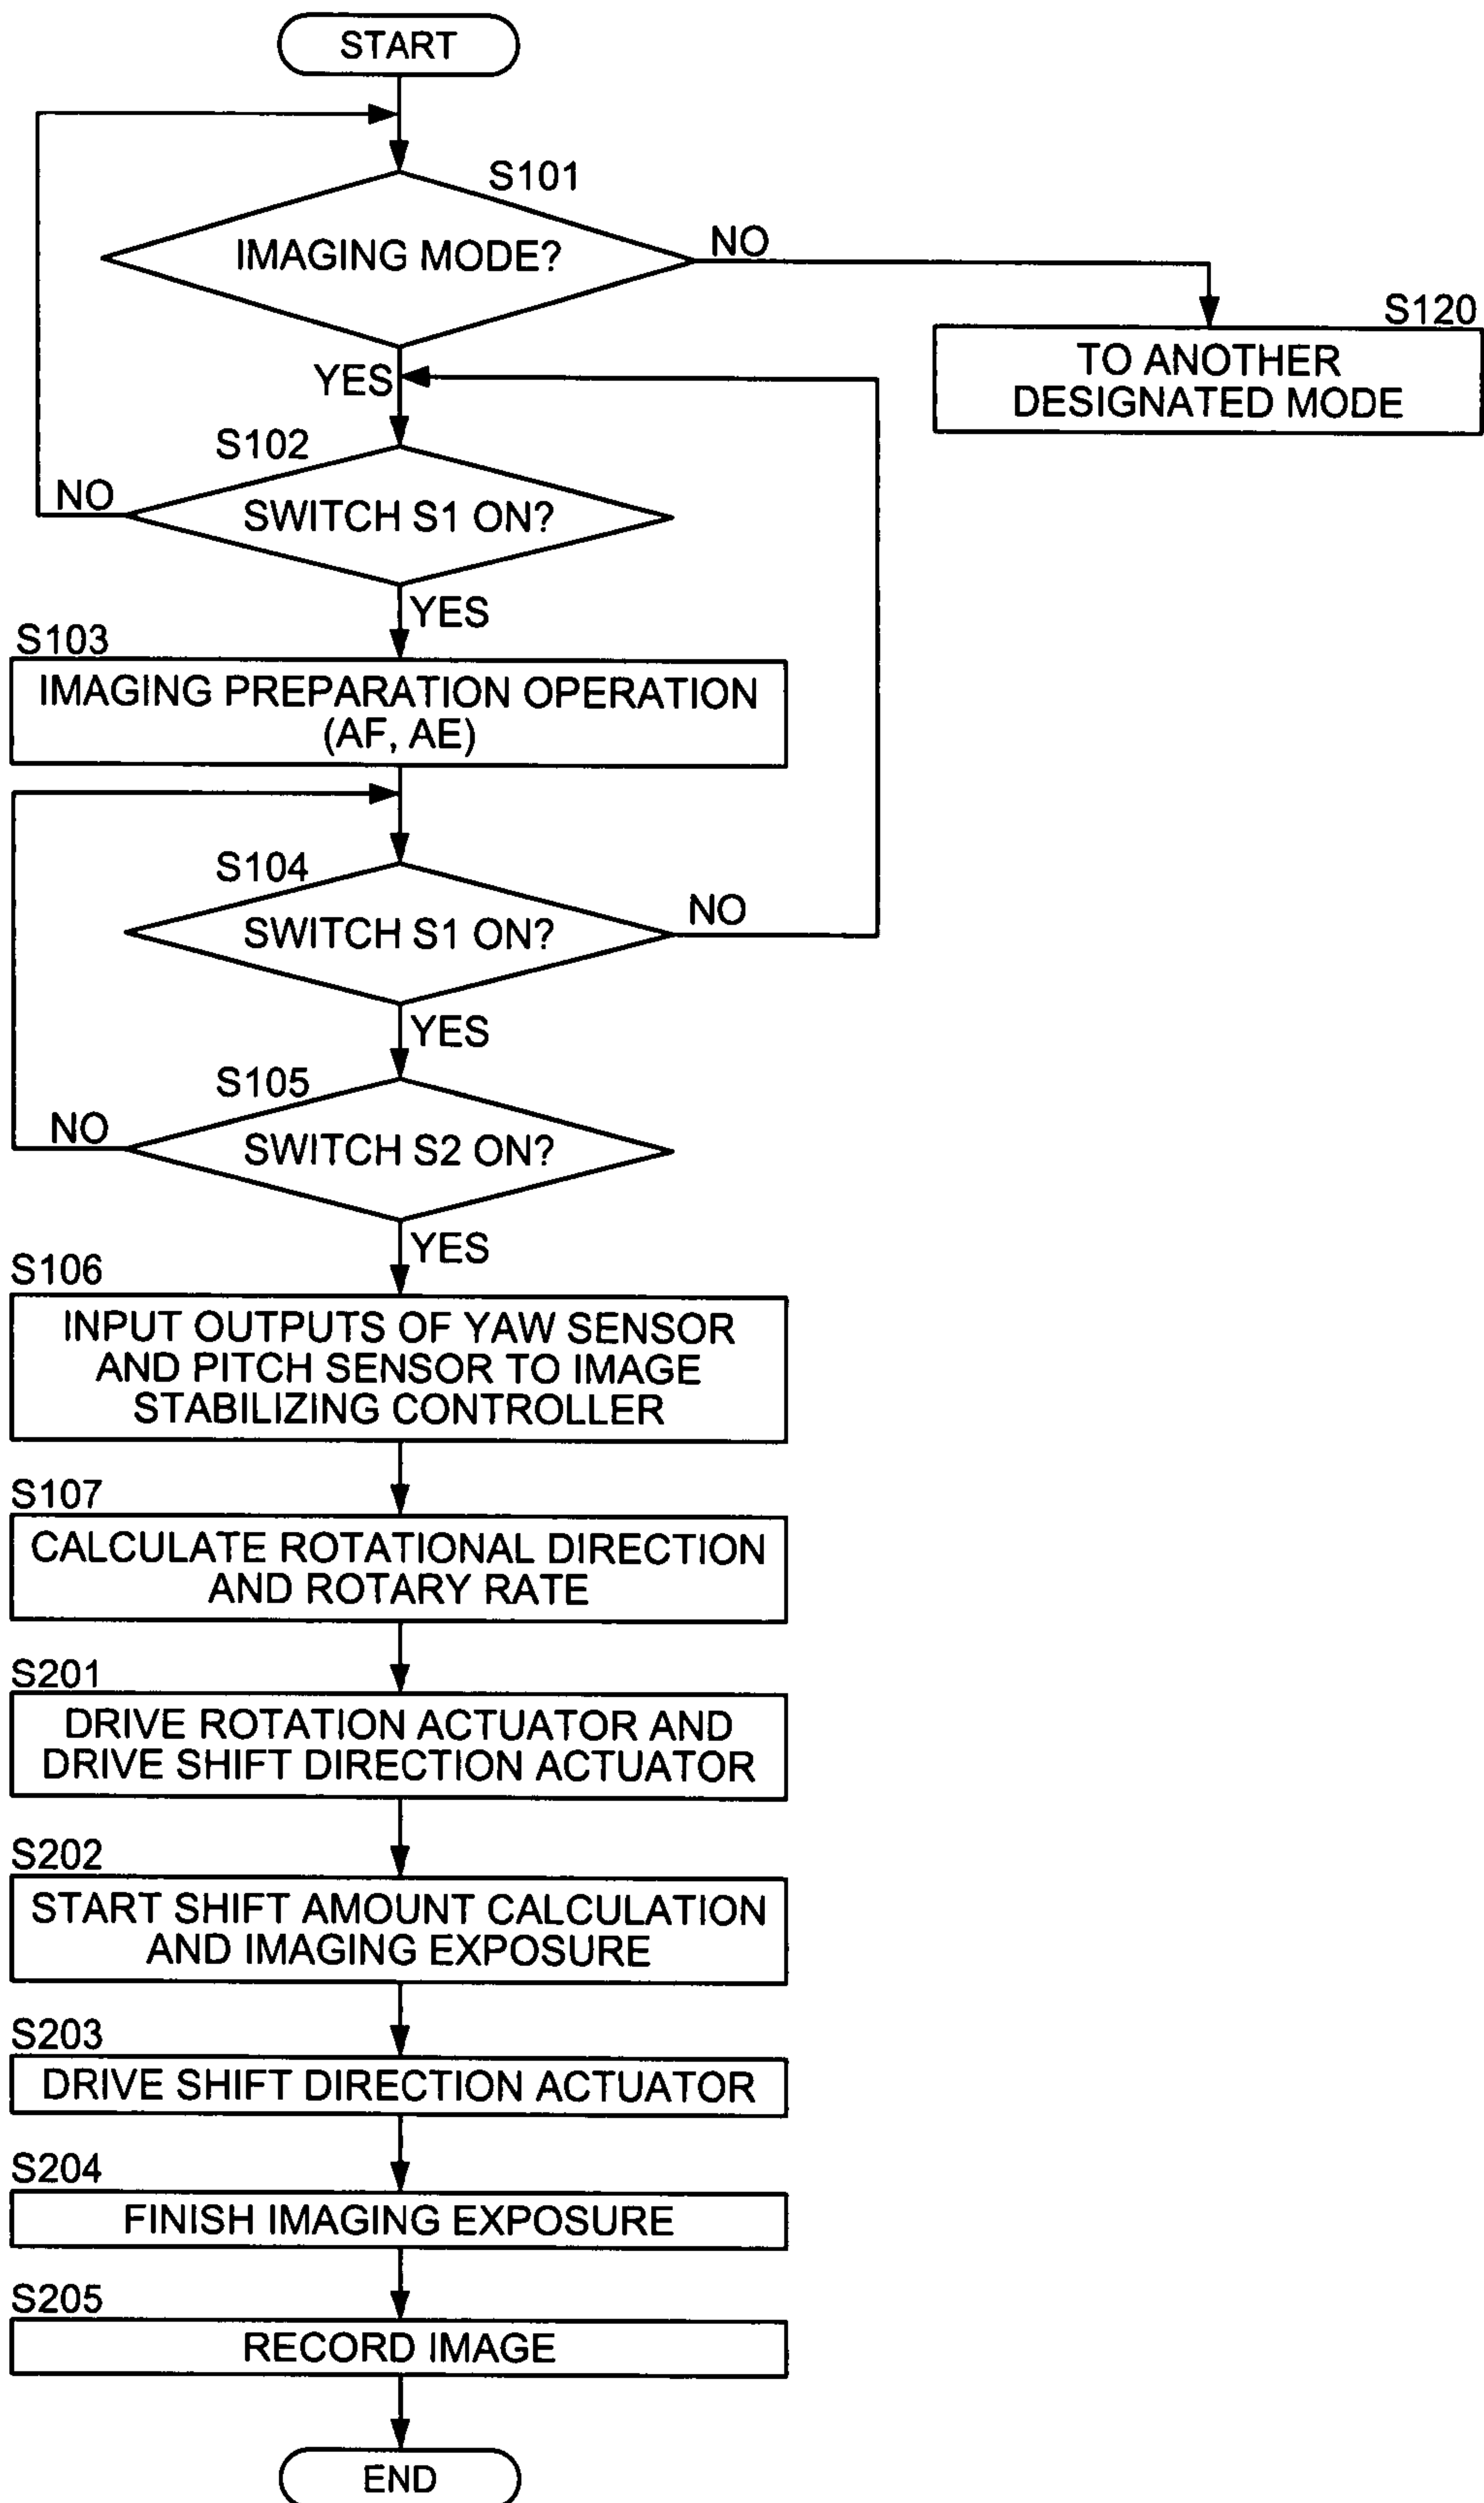 START
S101
IMAGING MODE?
NO
S120
TO ANOTHER
DESIGNATED MODE
YES
S102
NO
SWITCH S1 ON?
YES
S103
IMAGING PREPARATION OPERATION
(AF, AE)
S104
SWITCH S1 ON?
NO
YES
S105
NO
SWITCH S2 ON?
YES
S106
INPUT OUTPUTS OF YAW SENSOR
AND PITCH SENSOR TO IMAGE
STABILIZING CONTROLLER
S107
CALCULATE ROTATIONAL DIRECTION
AND ROTARY RATE
S201
DRIVE ROTATION ACTUATOR AND
DRIVE SHIFT DIRECTION ACTUATOR
S202
START SHIFT AMOUNT CALCULATION
AND IMAGING EXPOSURE
S203
DRIVE SHIFT DIRECTION ACTUATOR
S204
FINISH IMAGING EXPOSURE
S205
RECORD IMAGE
END